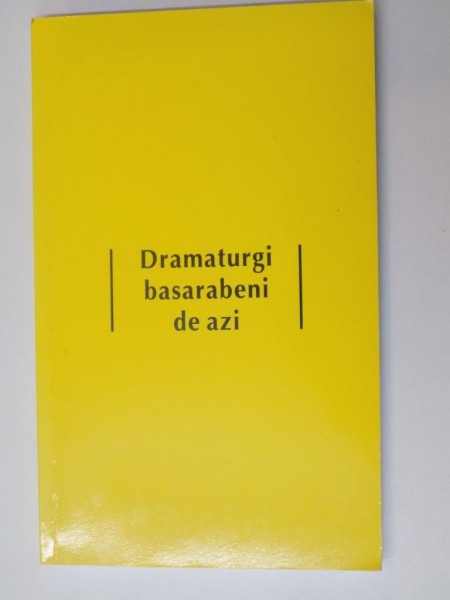 Dramaturgi
basarabeni
de azi